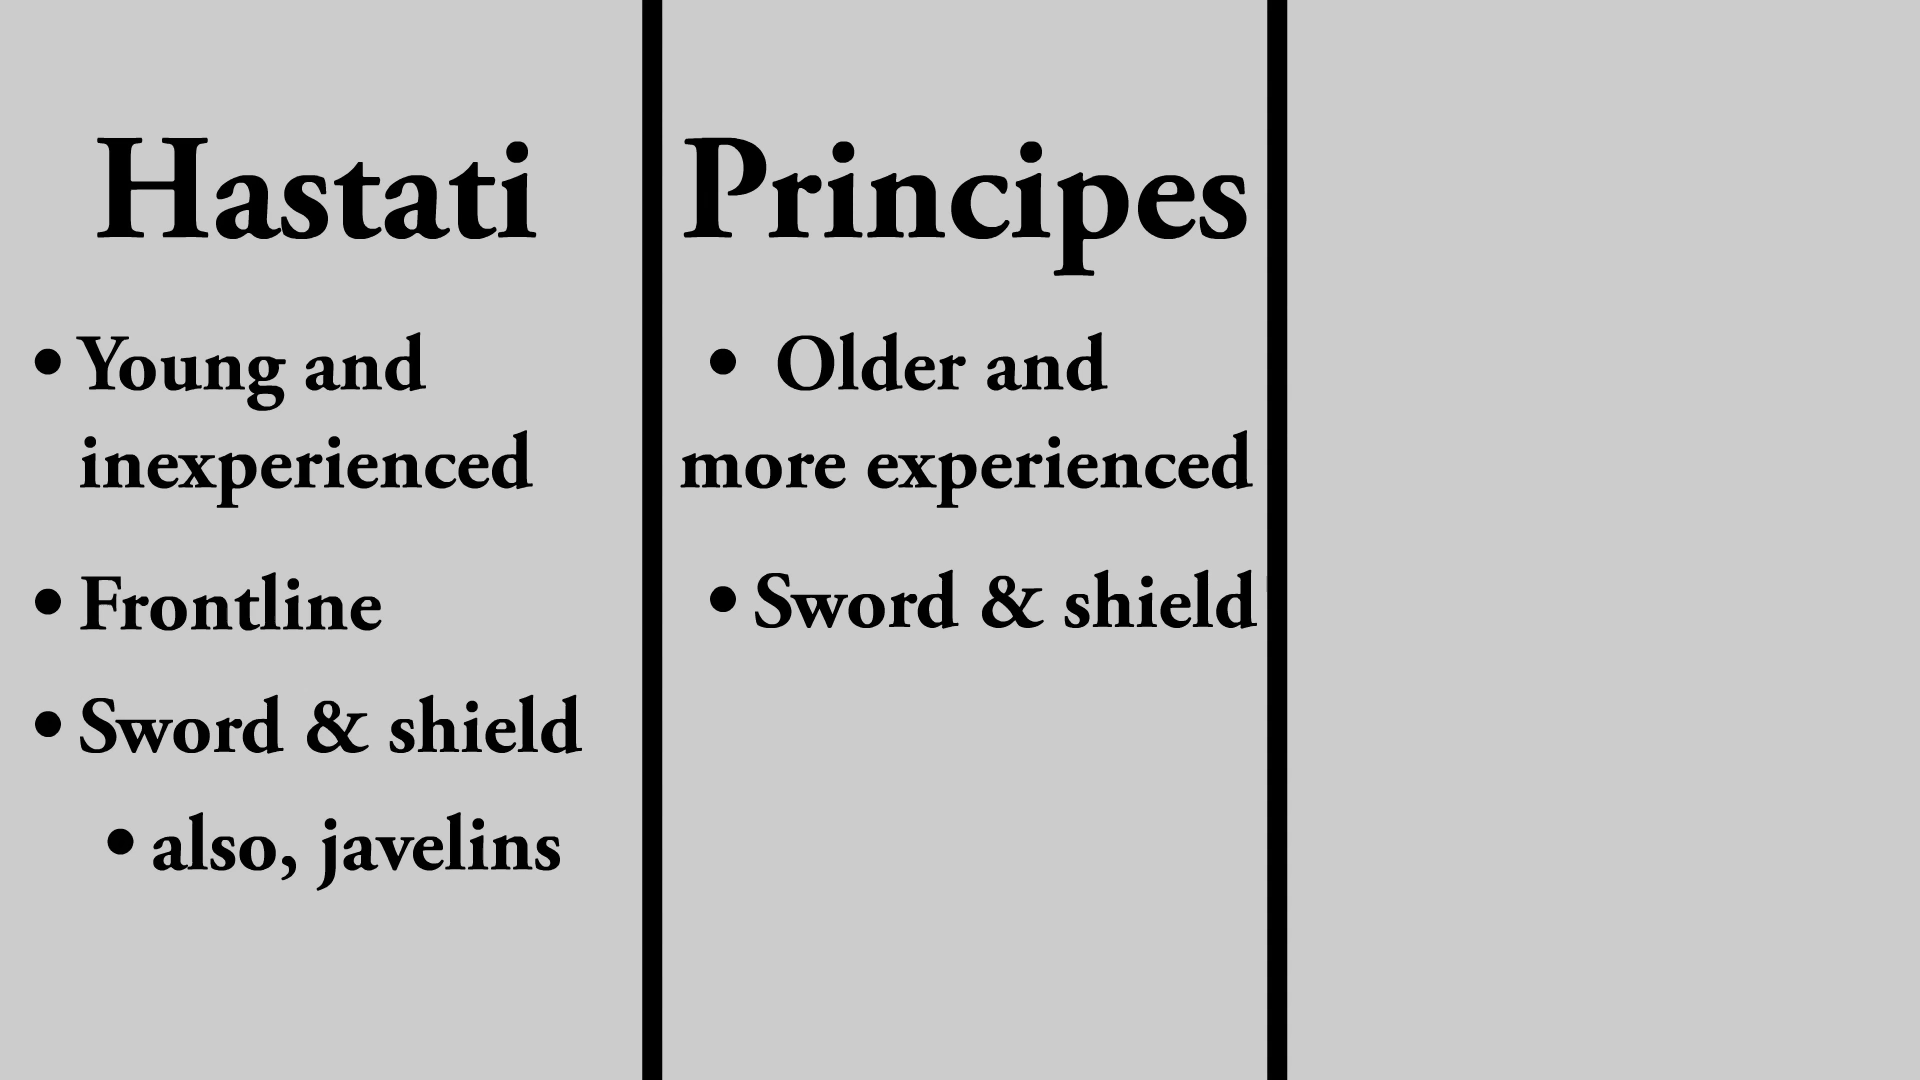 Hastati
• Young and
inexperienced
• Frontline
• Sword & shield
• also, javelins
Principes
• Older and
more experienced
• Sword & shield